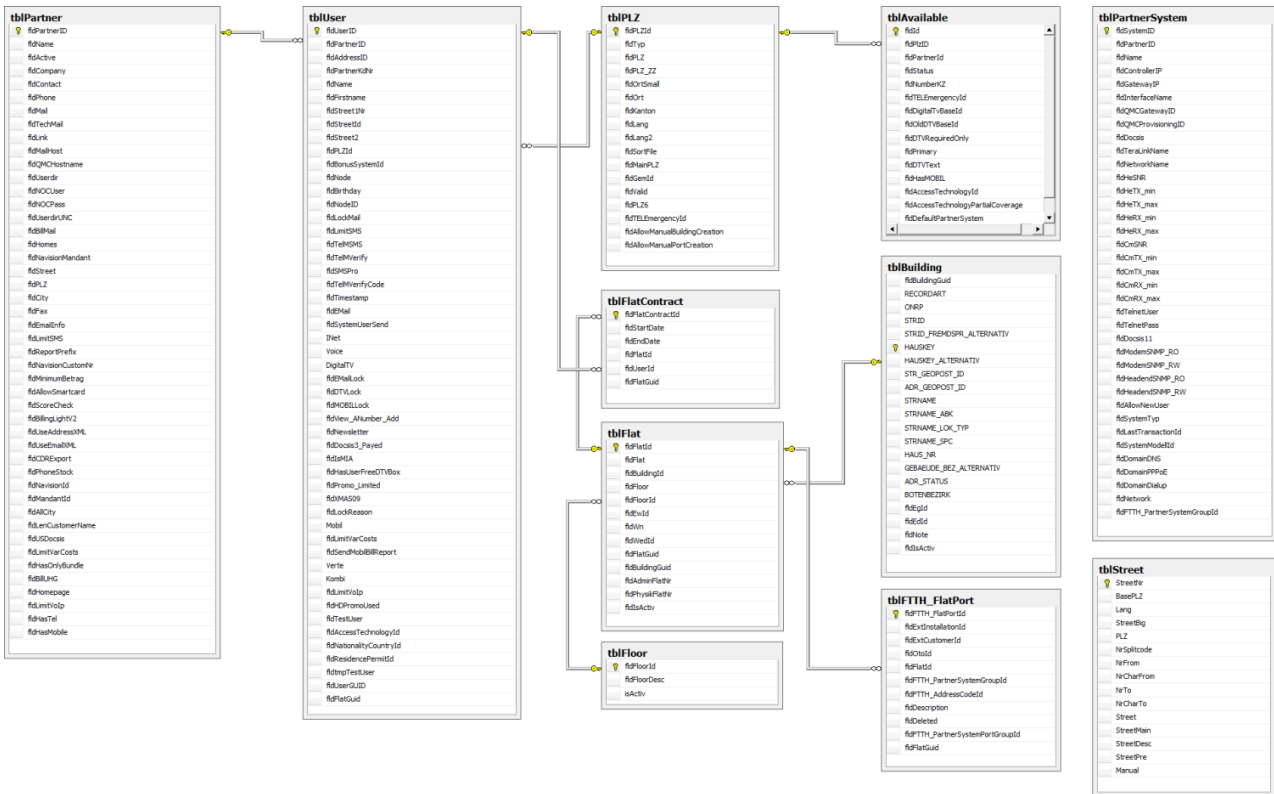 tblPartner
fldPartnerID
fldName
fldActive
fldCompany
fldContact
fldPhone
fldMail
fldTechMail
fldLink
fldMailHost
fldQMCHostname
fldUserdir
fldNOCUser
fldNOCPass
fldUserdirUNC
fldBillMail
fldHomes
fldNavisionMandant
fldStreet
fldPLZ
fldCity
fldFax
fldEmailInfo
fldLimitSMS
fldReportPrefix
fldNavisionCustomNr
fldMinimumBetrag
fldAllowSmartcard
fldScoreCheck
fldBillingLightV2
fldUseAddressXML
fldUseEmailXML
fldCDRExport
fldPhoneStock
fldNavisionId
fldMandantId
fldAllCity
fldLenCustomerName
fldUSDocsis
fldLimitVarCosts
fldHasOnlyBundle
fldBillUHG
fldHomepage
fldLimitVoIp
fldHasTel
fldHasMobile
tblUser
fldUserID
fldPartnerID
fldAddressID
fldPartnerKdNr
fldName
fldFirstname
fldStreet1Nr
fldStreetId
fldStreet2
fldPLZId
fldBonusSystemId
fldNode
fldBirthday
fldNodeID
fldLockMail
fldLimitSMS
fldTelMSMS
fldTelMVerify
fldSMSPro
fldTelMVerifyCode
fldTimestamp
fldEMail
fldSystemUserSend
INet
Voice
DigitalTV
fldEMailLock
fldDTVLock
fldMOBILLock
fldView_ANumber_Add
fldNewsletter
fldDocsis3_Payed
fldIsMIA
fldHasUserFreeDTVBox
fldPromo_Limited
fldXMAS09
fldLockReason
Mobil
fldLimitVarCosts
fldSendMobilBillReport
Verte
Kombi
fldLimitVoIp
fldHDPromoUsed
fldTestUser
fldAccessTechnologyId
fldNationalityCountryId
fldResidencePermitId
fldtmpTestUser
fldUserGUID
fldFlatGuid
tblPLZ
fldPLZId
fldTyp
fldPLZ
fldPLZ_ZZ
fldOrtSmall
fldOrt
fldKanton
fldLang
fldLang2
fldSortFile
fldMainPLZ
fldGemId
fldValid
fldPLZ6
fldTELEmergencyId
fldAllowManualBuildingCreation
fldAllowManualPortCreation
tblFlatContract
fldFlatContractId
fldStartDate
fldEndDate
fldFlatId
fldUserId
fldFlatGuid
tblFlat
fldFlatId
fldFlat
fldBuildingId
fldFloor
fldFloorId
fldEwId
fldWn
fldWedId
fldFlatGuid
fldBuildingGuid
fldAdminFlatNr
fldPhysikFlatNr
fldIsActiv
tblFloor
fldFloorId
fldFloorDesc
isActiv
tblAvailable
fldId
fldPlzID
fldPartnerId
fldStatus
fldNumberKZ
fldTELEmergencyId
fldDigitalTvBaseId
fldOldDTVBaseId
fldDTVRequiredOnly
fldPrimary
fldDTVText
fldHasMOBIL
fldAccessTechnologyId
fldAccessTechnologyPartialCoverage
fldDefaultPartnerSystem
tblBuilding
fldBuildingGuid
RECORDART
ONRP
STRID
STRID_FREMDSPR_ALTERNATIV
HAUSKEY
HAUSKEY_ALTERNATIV
STR_GEOPOST_ID
ADR_GEOPOST_ID
STRNAME
STRNAME_ABK
STRNAME_LOK_TYP
STRNAME_SPC
HAUS_NR
GEBAEUDE_BEZ_ALTERNATIV
ADR_STATUS
BOTENBEZIRK
fldEgId
fldEdId
fldNote
fldIsActiv
tblFTTH_FlatPort
fldFTTH_FlatPortId
fldExtInstallationId
fldExtCustomerId
fldOtoId
fldFlatId
fldFTTH_PartnerSystemGroupId
fldFTTH_AddressCodeId
fldDescription
fldDeleted
fldFTTH_PartnerSystemPortGroupId
fldFlatGuid
tblPartnerSystem
fldSystemID
fldPartnerID
fldName
fldControllerIP
fldGatewayIP
fldInterfaceName
fldQMCGatewayID
fldQMCProvisioningID
fldDocsis
fldTeraLinkName
fldNetworkName
fldHeSNR
fldHeTX_min
fldHeTX_max
fldHeRX_min
fldHeRX_max
fldCmSNR
fldCmTX_min
fldCmTX_max
fldCmRX_min
fldCmRX_max
fldTelnetUser
fldTelnetPass
fldDocsis11
fldModemSNMP_RO
fldModemSNMP_RW
fldHeadendSNMP_RO
fldHeadendSNMP_RW
fldAllowNewUser
fldSystemTyp
fldLastTransactionId
fldSystemModellId
fldDomainDNS
fldDomainPPPoE
fldDomainDialup
fldNetwork
fldFTTH_PartnerSystemGroupId
tblStreet
StreetNr
BasePLZ
Lang
StreetBig
PLZ
NrSplitcode
NrFrom
NrCharFrom
NrTo
NrCharTo
Street
StreetMain
StreetDesc
StreetPre
Manual